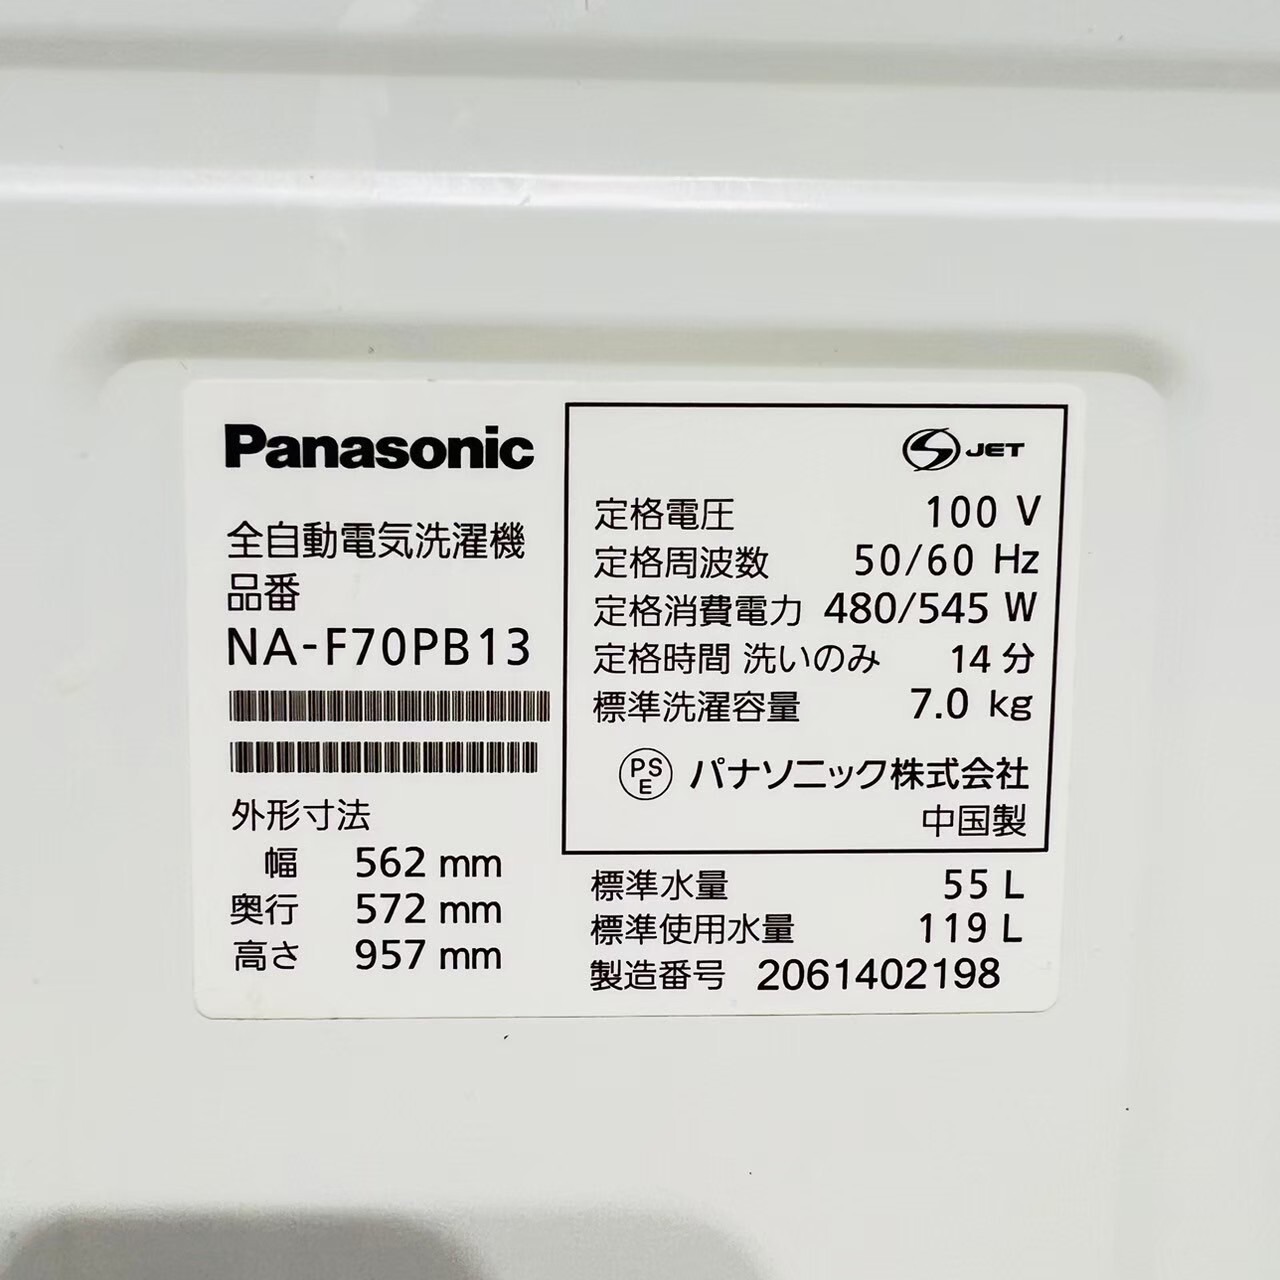 Panasonic
全自動電気洗濯機
品番
NA-F70PB13
外形寸法
幅 562 mm
奥行 572 mm
高さ 957 mm
S JET
定格電圧 100 V
定格周波数 50/60 Hz
定格消費電力 480/545 W
定格時間 洗いのみ 14 分
標準洗濯容量 7.0 kg
PSE パナソニック株式会社
中国製
標準水量 55 L
標準使用水量 119 L
製造番号 2061402198